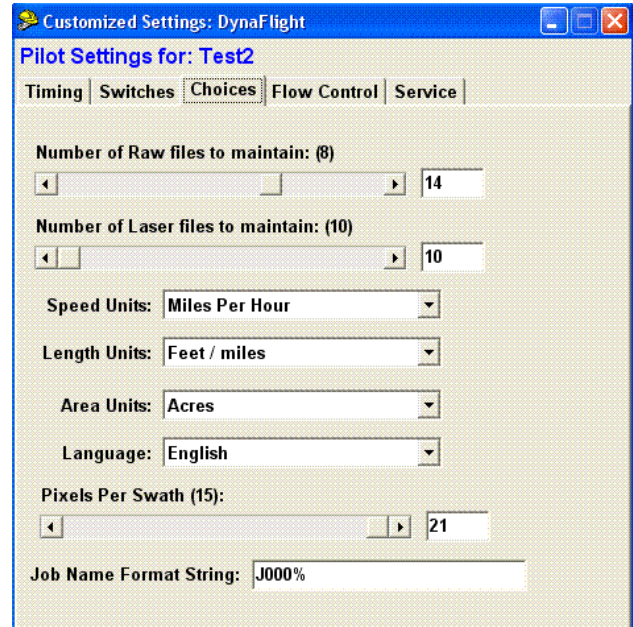 Customized Settings: DynaFlight
Pilot Settings for: Test2
Timing Switches Choices Flow Control Service
Number of Raw files to maintain: (8)
14
Number of Laser files to maintain: (10)
10
Speed Units: Miles Per Hour
Length Units: Feet / miles
Area Units: Acres
Language: English
Pixels Per Swath (15):
21
Job Name Format String: J000%